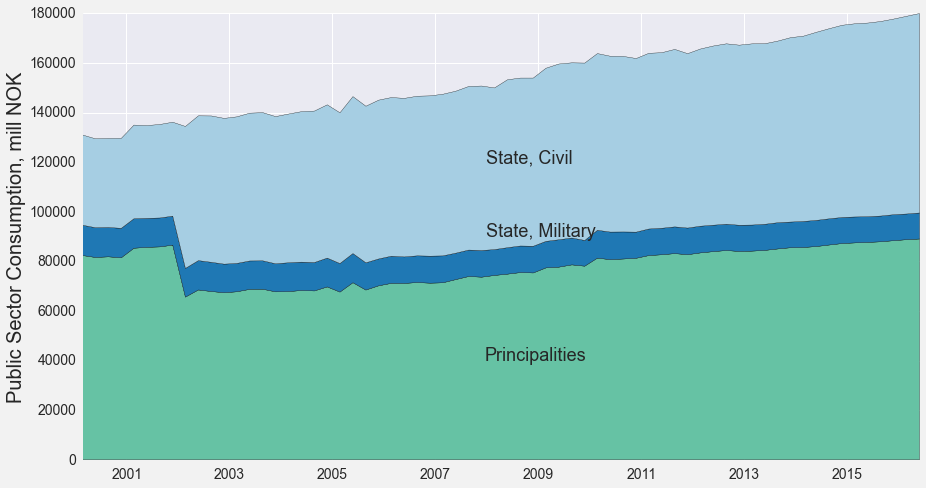 Public Sector Consumption, mill NOK
180000
160000
140000
120000
100000
80000
60000
40000
20000
0
State, Civil
State, Military
Principalities
2001 2003 2005 2007 2009 2011 2013 2015